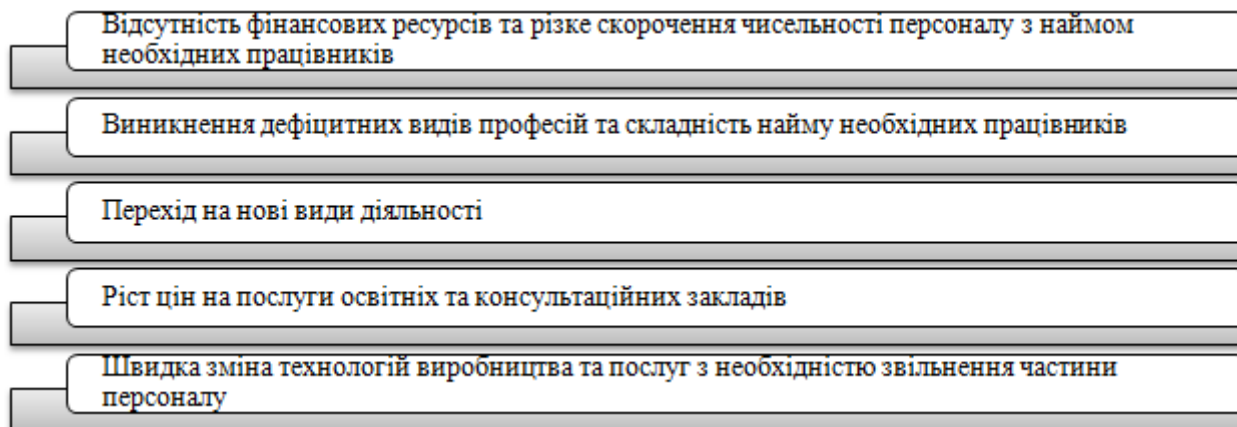 Відсутність фінансових ресурсів та різке скорочення чисельності персоналу з наймом
необхідних працівників
Виникнення дефіцитних видів професій та складність найму необхідних працівників
Перехід на нові види діяльності
Ріст цін на послуги освітніх та консультаційних закладів
Швидка зміна технологій виробництва та послуг з необхідністю звільнення частини
персоналу